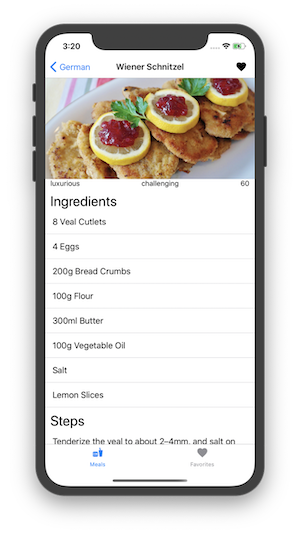 3:20
German
Wiener Schnitzel
luxurious challenging 60
Ingredients
8 Veal Cutlets
4 Eggs
200g Bread Crumbs
100g Flour
300ml Butter
100g Vegetable Oil
Salt
Lemon Slices
Steps
Tenderize the veal to about 2–4mm, and salt on
Meals Favorites